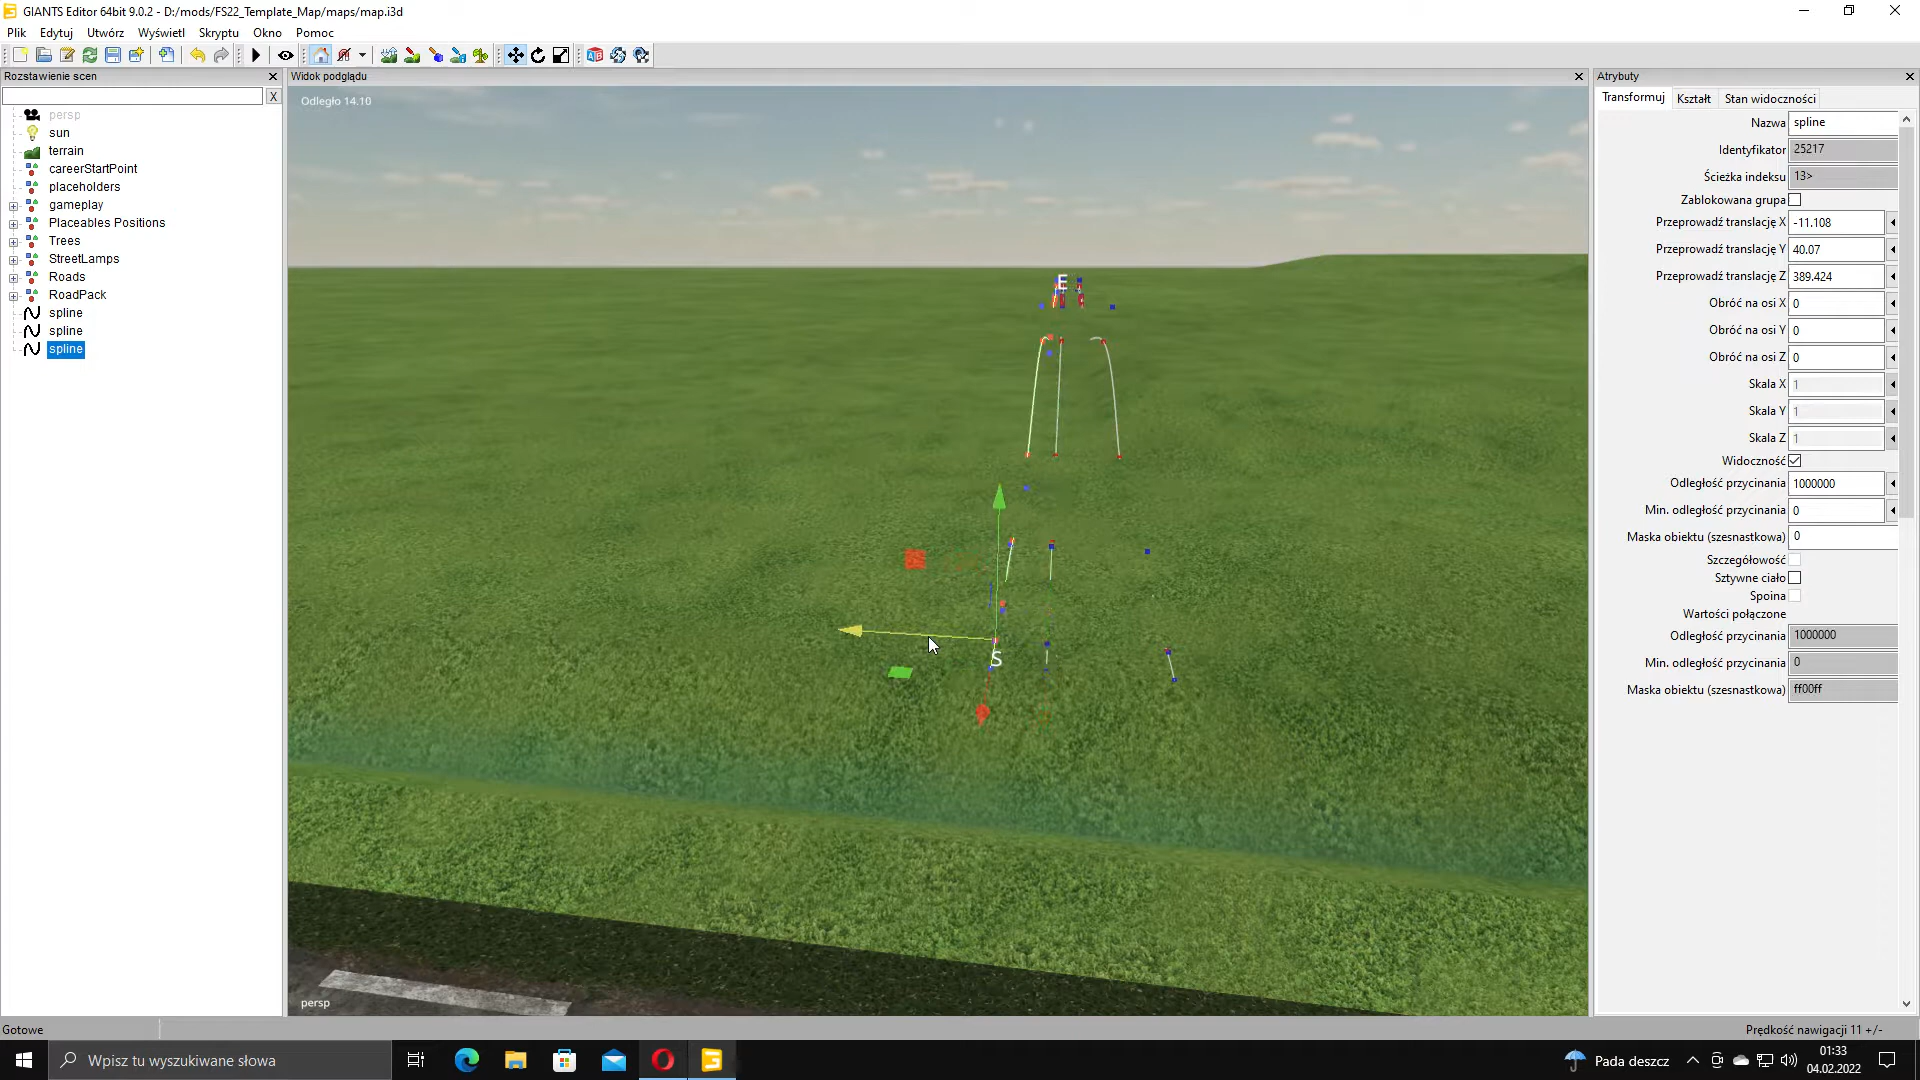 GIANTS Editor 64bit 9.0.2 - D:/mods/FS22_Template_Map/maps/map.i3d
Plik Edytuj Utwórz Wyświetl Skryptu Okno Pomoc
Rozstawienie scen
X
persp
sun
terrain
careerStartPoint
placeholders
gameplay
Placeables Positions
Trees
StreetLamps
Roads
RoadPack
spline
spline
spline
Widok podglądu
Odległo 14.10
E
S
persp
Atrybuty
Transformuj Kształt Stan widoczności
Nazwa spline
Identyfikator 25217
Ścieżka indeksu 13>
Zablokowana grupa
Przeprowadź translację X -11.108
Przeprowadź translację Y 40.07
Przeprowadź translację Z 389.424
Obróć na osi X 0
Obróć na osi Y 0
Obróć na osi Z 0
Skala X 1
Skala Y 1
Skala Z 1
Widoczność
Odległość przycinania 1000000
Min. odległość przycinania 0
Maska obiektu (szesnastkowa) 0
Szczegółowość
Sztywne ciało
Spoina
Wartości połączone
Odległość przycinania 1000000
Min. odległość przycinania 0
Maska obiektu (szesnastkowa) ff00ff
Gotowe
Prędkość nawigacji 11 +/-
Wpisz tu wyszukiwane słowa
Pada deszcz
01:33
04.02.2022